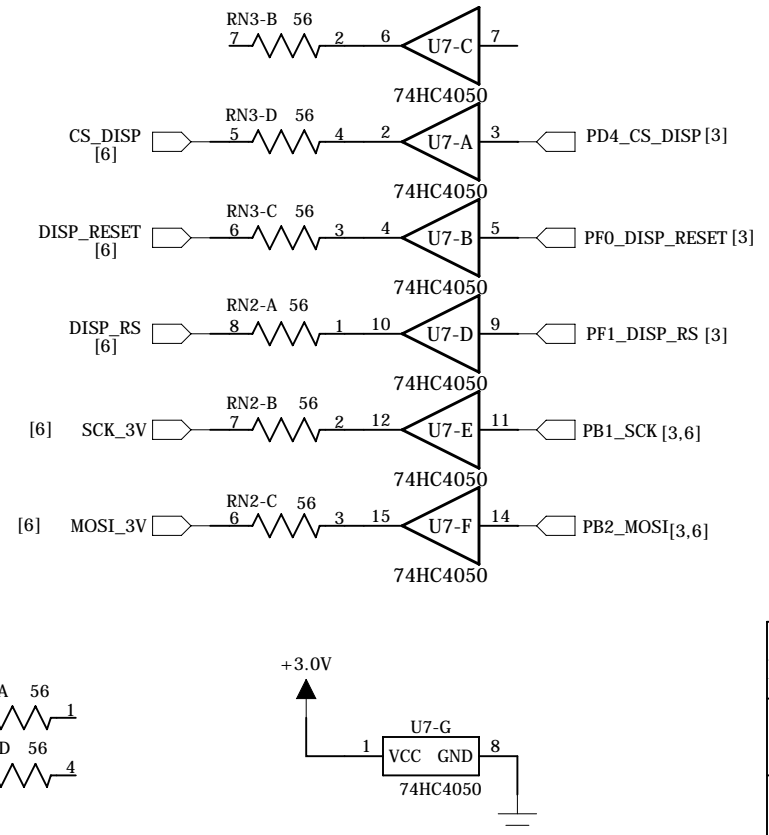 RN3-B 56
7 2 6 U7-C 7
74HC4050
RN3-D 56
CS_DISP 5 4 2 U7-A 3 PD4_CS_DISP [3]
[6]
74HC4050
RN3-C 56
DISP_RESET 6 3 4 U7-B 5 PF0_DISP_RESET [3]
[6]
74HC4050
RN2-A 56
DISP_RS 8 1 10 U7-D 9 PF1_DISP_RS [3]
[6]
74HC4050
RN2-B 56
[6] SCK_3V 7 2 12 U7-E 11 PB1_SCK [3,6]
74HC4050
RN2-C 56
[6] MOSI_3V 6 3 15 U7-F 14 PB2_MOSI [3,6]
74HC4050
+3.0V
A 56
1
U7-G
D 56
4
1 VCC GND 8
74HC4050